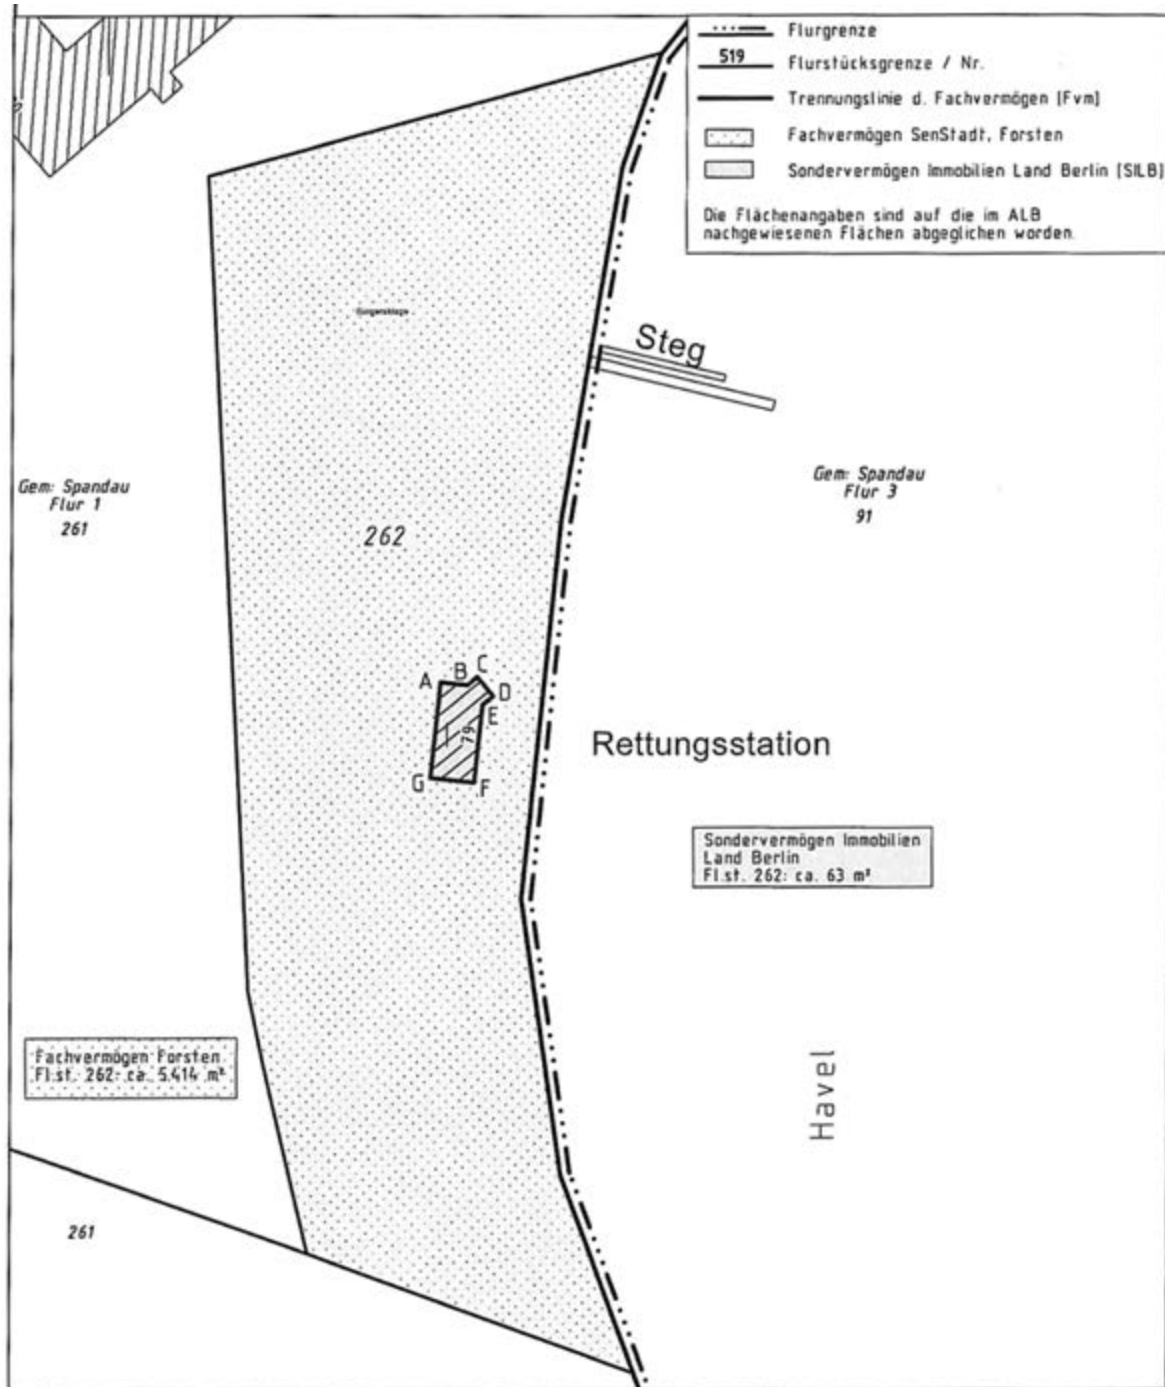 Flurgrenze
519
Flurstücksgrenze / Nr.
Trennungslinie d. Fachvermögen [Fvm]
Fachvermögen SenStadt, Forsten
Sondervermögen Immobilien Land Berlin [SILB]
Die Flächenangaben sind auf die im ALB
nachgewiesenen Flächen abgeglichen worden.
Steg
Gem: Spandau
Flur 1
261
Gem: Spandau
Flur 3
91
262
A
B
C
D
E
79
G
F
Rettungsstation
Sondervermögen Immobilien
Land Berlin
Fl.st. 262: ca. 63 m²
Fachvermögen Forsten
Fl.st. 262: ca. 5.414 m²
Havel
261